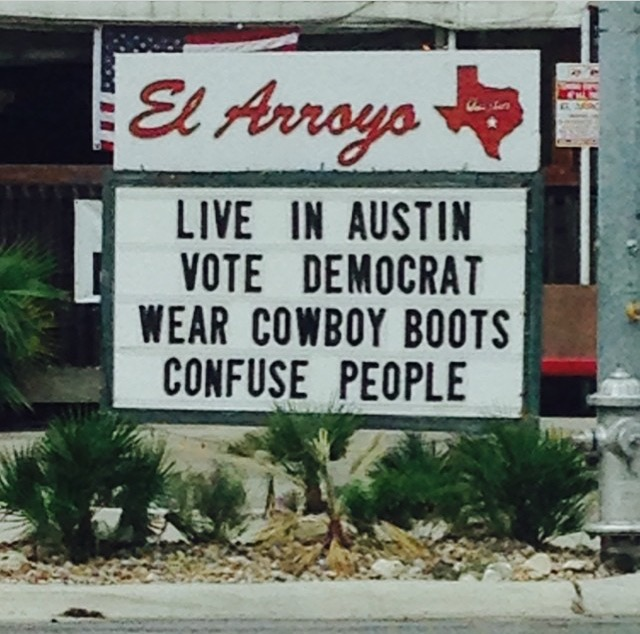 El Arroyo
LIVE IN AUSTIN
VOTE DEMOCRAT
WEAR COWBOY BOOTS
CONFUSE PEOPLE